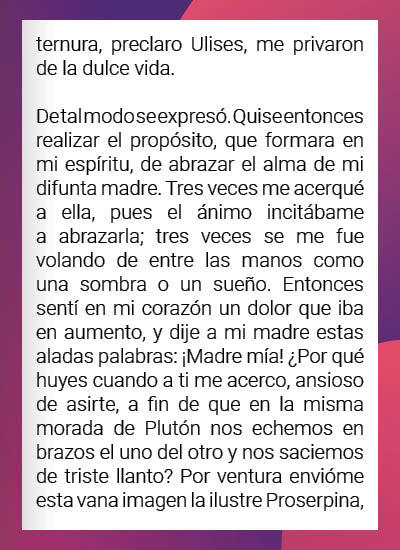 ternura, preclaro Ulises, me privaron
de la dulce vida.
De tal modo se expresó. Quise entonces
realizar el propósito, que formara en
mi espíritu, de abrazar el alma de mi
difunta madre. Tres veces me acerqué
a ella, pues el ánimo incitábame
a abrazarla; tres veces se me fue
volando de entre las manos como
una sombra o un sueño. Entonces
sentí en mi corazón un dolor que iba
en aumento, y dije a mi madre estas
aladas palabras: ¡Madre mía! ¿Por qué
huyes cuando a ti me acerco, ansioso
de asirte, a fin de que en la misma
morada de Plutón nos echemos en
brazos el uno del otro y nos saciemos
de triste llanto? Por ventura envióme
esta vana imagen la ilustre Proserpina,